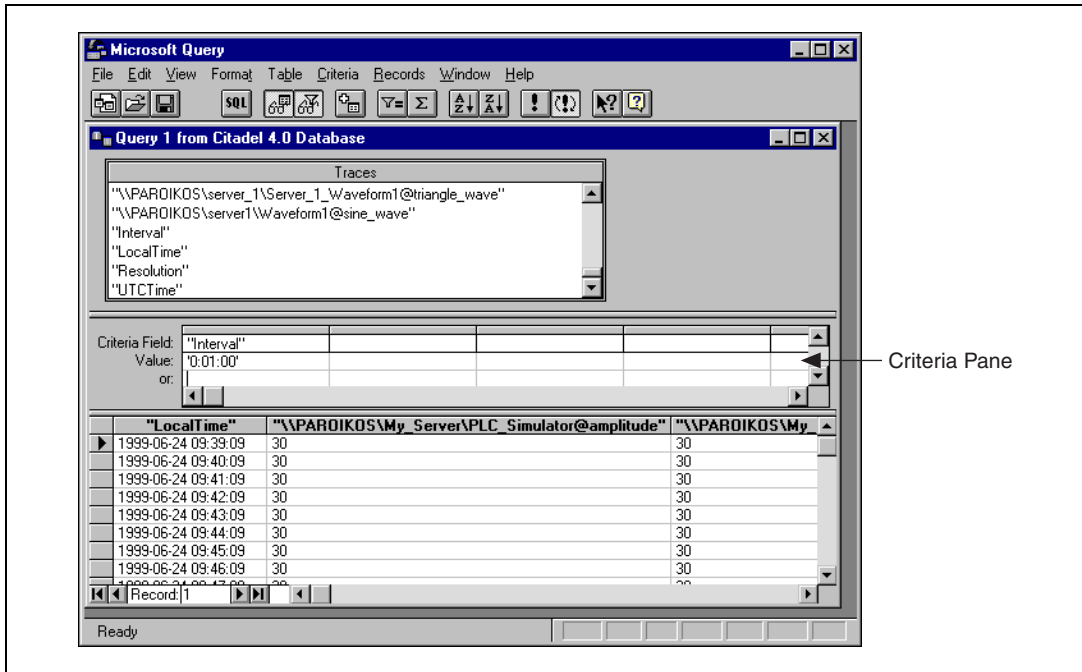 Microsoft Query
File Edit View Format Table Criteria Records Window Help
SQL
Query 1 from Citadel 4.0 Database
Traces
"\\PAROIKOS\server_1\Server_1_Waveform1@triangle_wave"
"\\PAROIKOS\server1\Waveform1@sine_wave"
"Interval"
"LocalTime"
"Resolution"
"UTCTime"
Criteria Field: "Interval"
Value: '0:01:00'
or:
Criteria Pane
"LocalTime" "\\PAROIKOS\My_Server\PLC_Simulator@amplitude" "\\PAROIKOS\My_
1999-06-24 09:39:09 30 30
1999-06-24 09:40:09 30 30
1999-06-24 09:41:09 30 30
1999-06-24 09:42:09 30 30
1999-06-24 09:43:09 30 30
1999-06-24 09:44:09 30 30
1999-06-24 09:45:09 30 30
1999-06-24 09:46:09 30 30
Record: 1
Ready